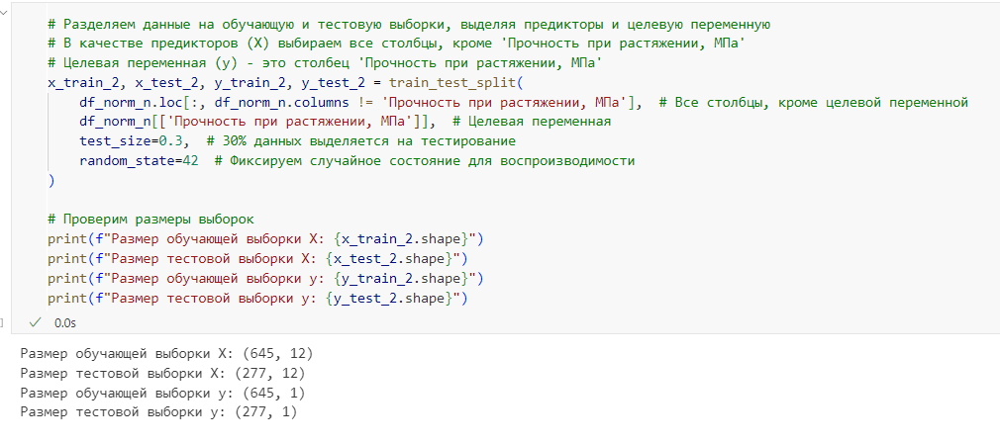 # Разделяем данные на обучающую и тестовую выборки, выделяя предикторы и целевую переменную
# В качестве предикторов (X) выбираем все столбцы, кроме 'Прочность при растяжении, МПа'
# Целевая переменная (y) - это столбец 'Прочность при растяжении, МПа'
x_train_2, x_test_2, y_train_2, y_test_2 = train_test_split(
    df_norm_n.loc[:, df_norm_n.columns != 'Прочность при растяжении, МПа'],  # Все столбцы, кроме целевой переменной
    df_norm_n[['Прочность при растяжении, МПа']],  # Целевая переменная
    test_size=0.3,  # 30% данных выделяется на тестирование
    random_state=42  # Фиксируем случайное состояние для воспроизводимости
)
# Проверим размеры выборок
print(f"Размер обучающей выборки X: {x_train_2.shape}")
print(f"Размер тестовой выборки X: {x_test_2.shape}")
print(f"Размер обучающей выборки y: {y_train_2.shape}")
print(f"Размер тестовой выборки y: {y_test_2.shape}")
] ✓ 0.0s
Размер обучающей выборки X: (645, 12)
Размер тестовой выборки X: (277, 12)
Размер обучающей выборки y: (645, 1)
Размер тестовой выборки y: (277, 1)